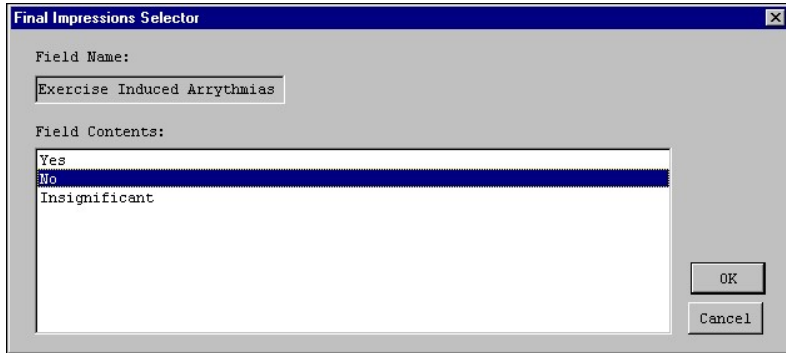 Final Impressions Selector
Field Name:
Exercise Induced Arrythmias
Field Contents:
Yes
No
Insignificant
OK
Cancel